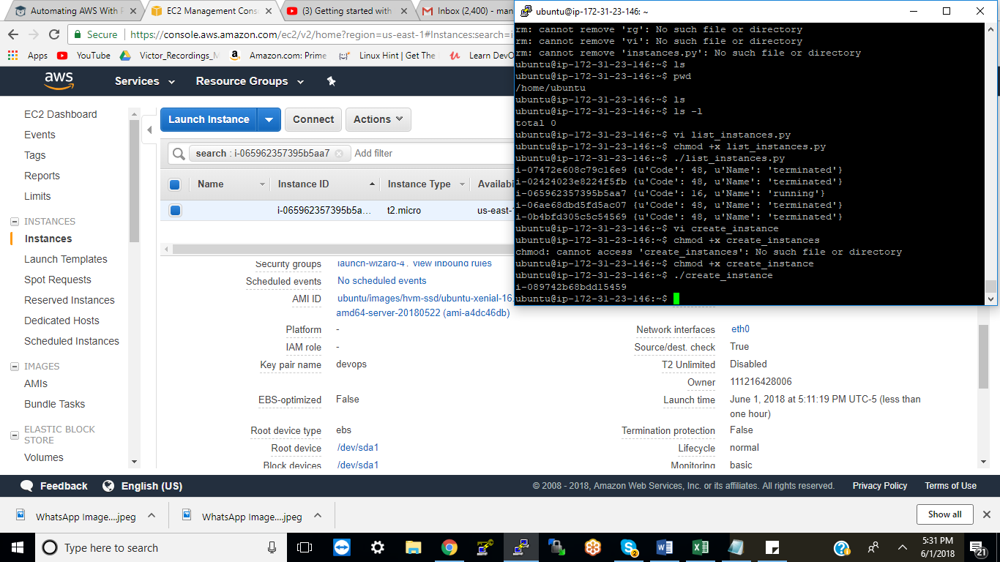 Automating AWS With P
EC2 Management Cons
(3) Getting started with
Inbox (2,400) - man
ubuntu@ip-172-31-23-146: ~
Secure
https://console.aws.amazon.com/ec2/v2/home?region=us-east-1#Instances:search=i
Apps
YouTube
Victor_Recordings_M
Amazon.com: Prime
Linux Hint | Get The
Learn DevO
rm: cannot remove 'rg': No such file or directory
rm: cannot remove 'vi': No such file or directory
rm: cannot remove 'instances.py': No such file or directory
ubuntu@ip-172-31-23-146:~$ ls
ubuntu@ip-172-31-23-146:~$ pwd
/home/ubuntu
ubuntu@ip-172-31-23-146:~$ ls
ubuntu@ip-172-31-23-146:~$ ls -l
total 0
ubuntu@ip-172-31-23-146:~$ vi list_instances.py
ubuntu@ip-172-31-23-146:~$ chmod +x list_instances.py
ubuntu@ip-172-31-23-146:~$ ./list_instances.py
i-07472e608c79c16e9 {u'Code': 48, u'Name': 'terminated'}
i-02424023e8224f5fb {u'Code': 48, u'Name': 'terminated'}
i-065962357395b5aa7 {u'Code': 16, u'Name': 'running'}
i-06ae68dbd5fd5ac07 {u'Code': 48, u'Name': 'terminated'}
i-0b4bfd305c5c54569 {u'Code': 48, u'Name': 'terminated'}
ubuntu@ip-172-31-23-146:~$ vi create_instance
ubuntu@ip-172-31-23-146:~$ chmod +x create_instances
chmod: cannot access 'create_instances': No such file or directory
ubuntu@ip-172-31-23-146:~$ chmod +x create_instance
ubuntu@ip-172-31-23-146:~$ ./create_instance
i-089742b68bdd15459
ubuntu@ip-172-31-23-146:~$
aws
Services
Resource Groups
EC2 Dashboard
Events
Tags
Reports
Limits
INSTANCES
Instances
Launch Templates
Spot Requests
Reserved Instances
Dedicated Hosts
Scheduled Instances
IMAGES
AMIs
Bundle Tasks
ELASTIC BLOCK
STORE
Volumes
Launch Instance
Connect
Actions
search : i-065962357395b5aa7
Add filter
Name
Instance ID
Instance Type
Availabi
i-065962357395b5a...
t2.micro
us-east-1
Security groups
launch-wizard-4 . view inbound rules
Scheduled events
No scheduled events
AMI ID
ubuntu/images/hvm-ssd/ubuntu-xenial-16.
amd64-server-20180522 (ami-a4dc46db)
Platform
-
IAM role
-
Key pair name
devops
EBS-optimized
False
Root device type
ebs
Root device
/dev/sda1
Block devices
/dev/sda1
Network interfaces
eth0
Source/dest. check
True
T2 Unlimited
Disabled
Owner
111216428006
Launch time
June 1, 2018 at 5:11:19 PM UTC-5 (less than
one hour)
Termination protection
False
Lifecycle
normal
Monitoring
basic
Feedback
English (US)
© 2008 - 2018, Amazon Web Services, Inc. or its affiliates. All rights reserved.
Privacy Policy
Terms of Use
WhatsApp Image....jpeg
WhatsApp Image....jpeg
Show all
Type here to search
2
5:31 PM
6/1/2018
21